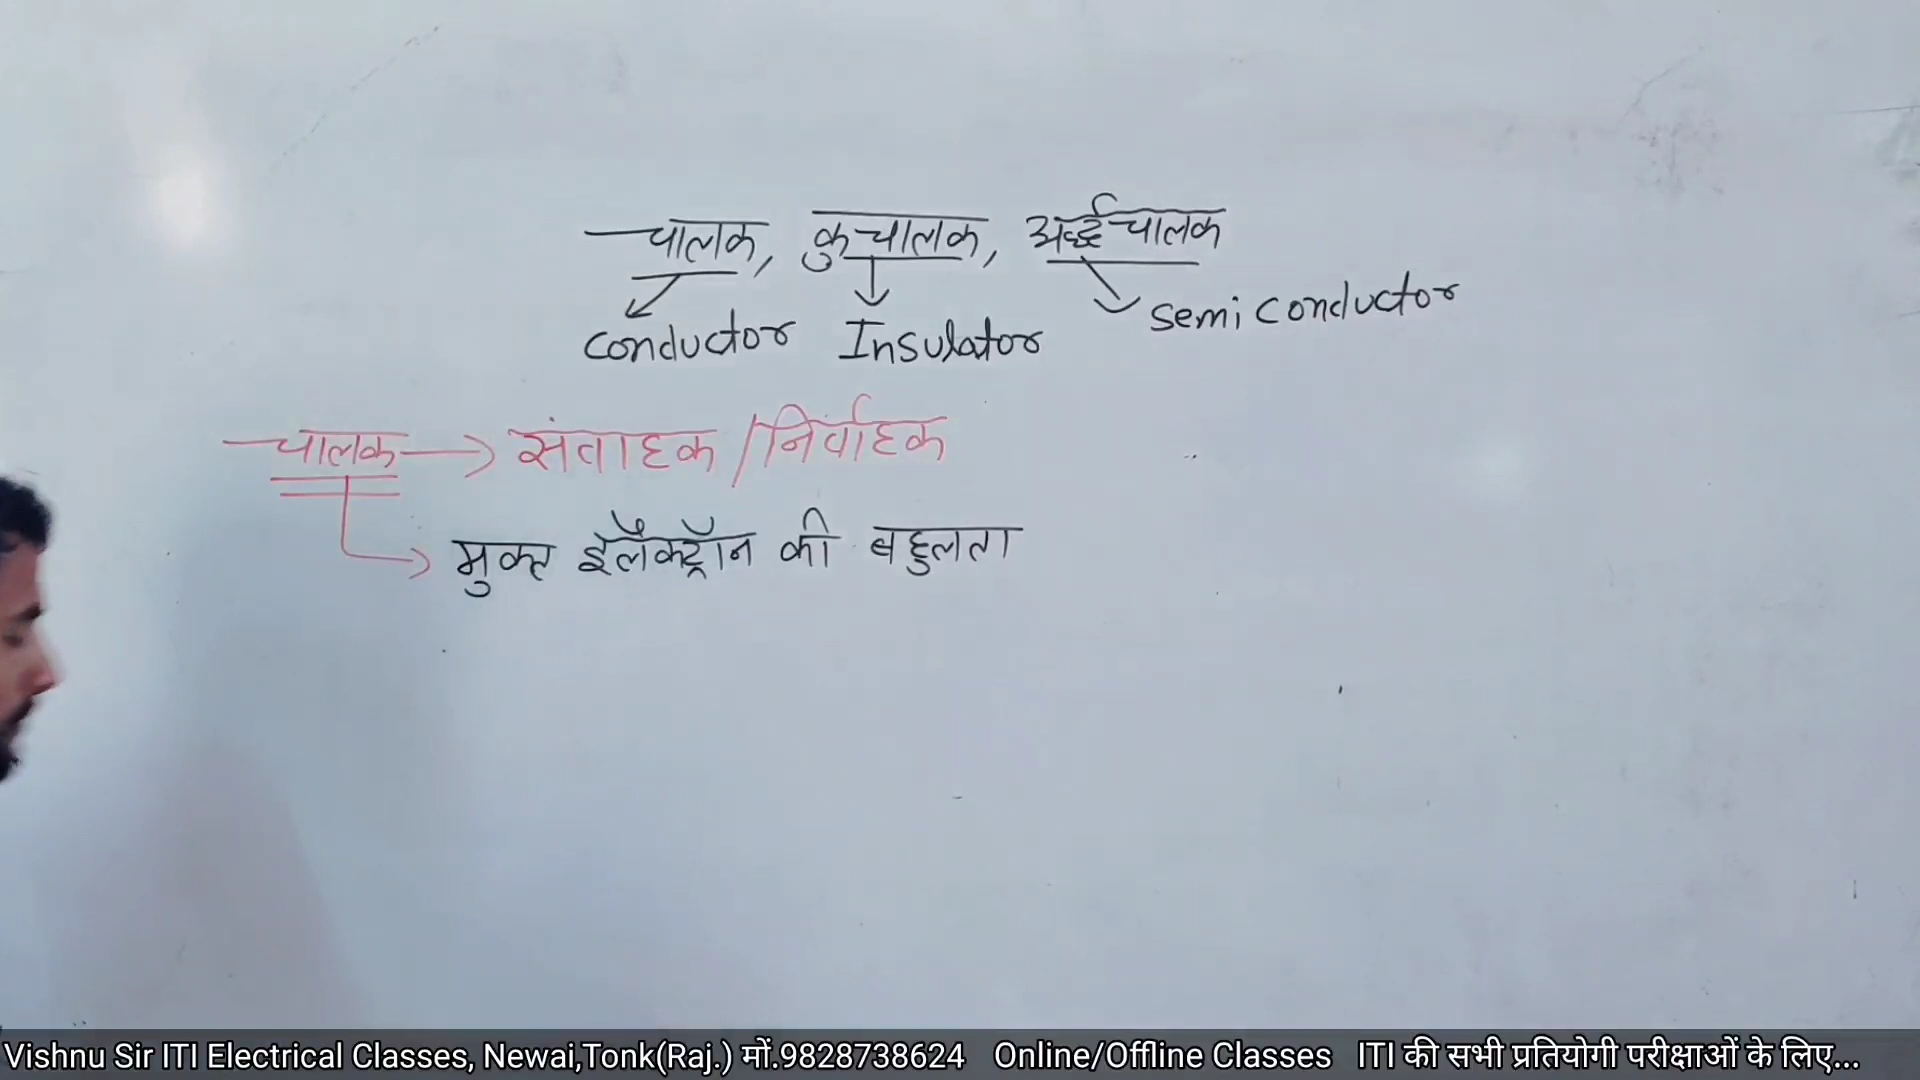 चालक, कुचालक, अर्द्धचालक
conductor Insulator semi conductor
चालक → संवाहक / निर्वाहक
मुक्त इलैक्ट्रॉन की बहुलता
Vishnu Sir ITI Electrical Classes, Newai,Tonk(Raj.) मों.9828738624 Online/Offline Classes ITI की सभी प्रतियोगी परीक्षाओं के लिए...